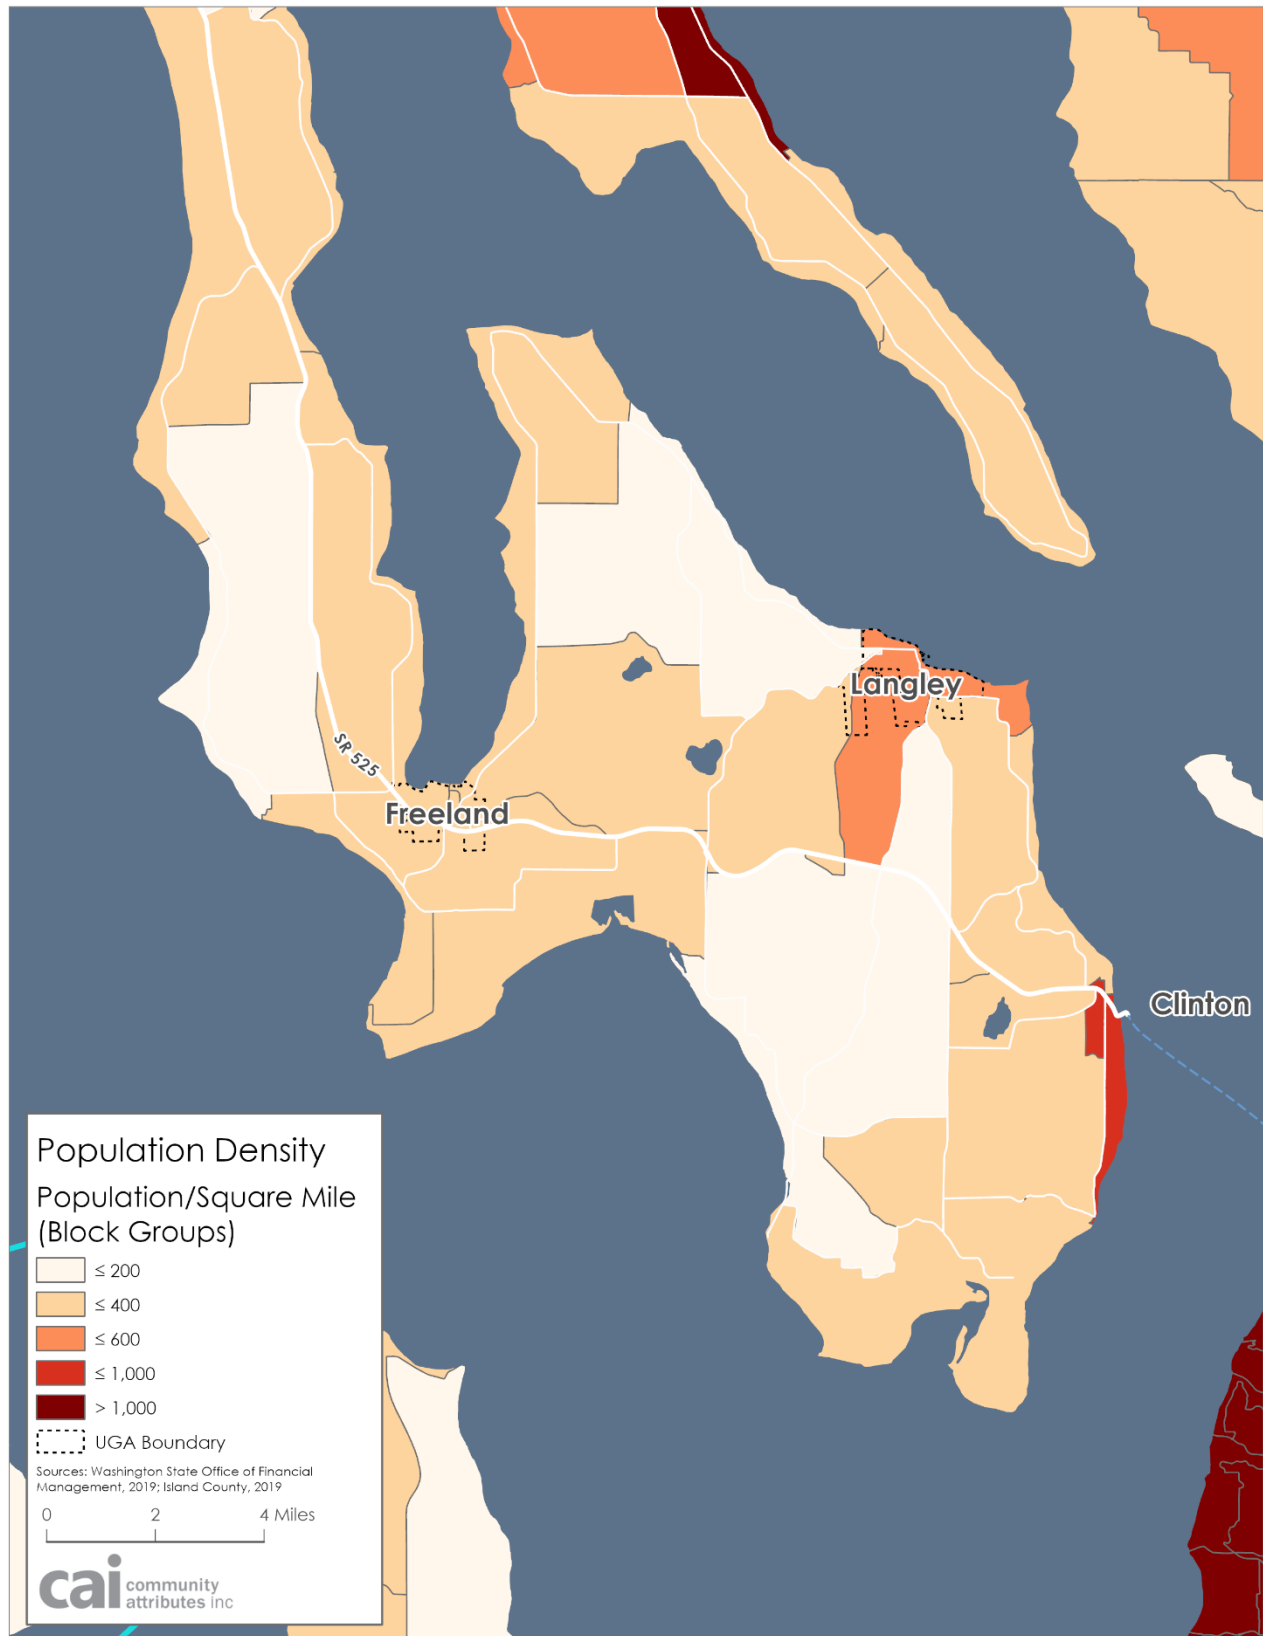 Langley
SR 525
Freeland
Clinton
Population Density
Population/Square Mile
(Block Groups)
≤ 200
≤ 400
≤ 600
≤ 1,000
> 1,000
UGA Boundary
Sources: Washington State Office of Financial
Management, 2019; Island County, 2019
0 2 4 Miles
cai community
attributes inc